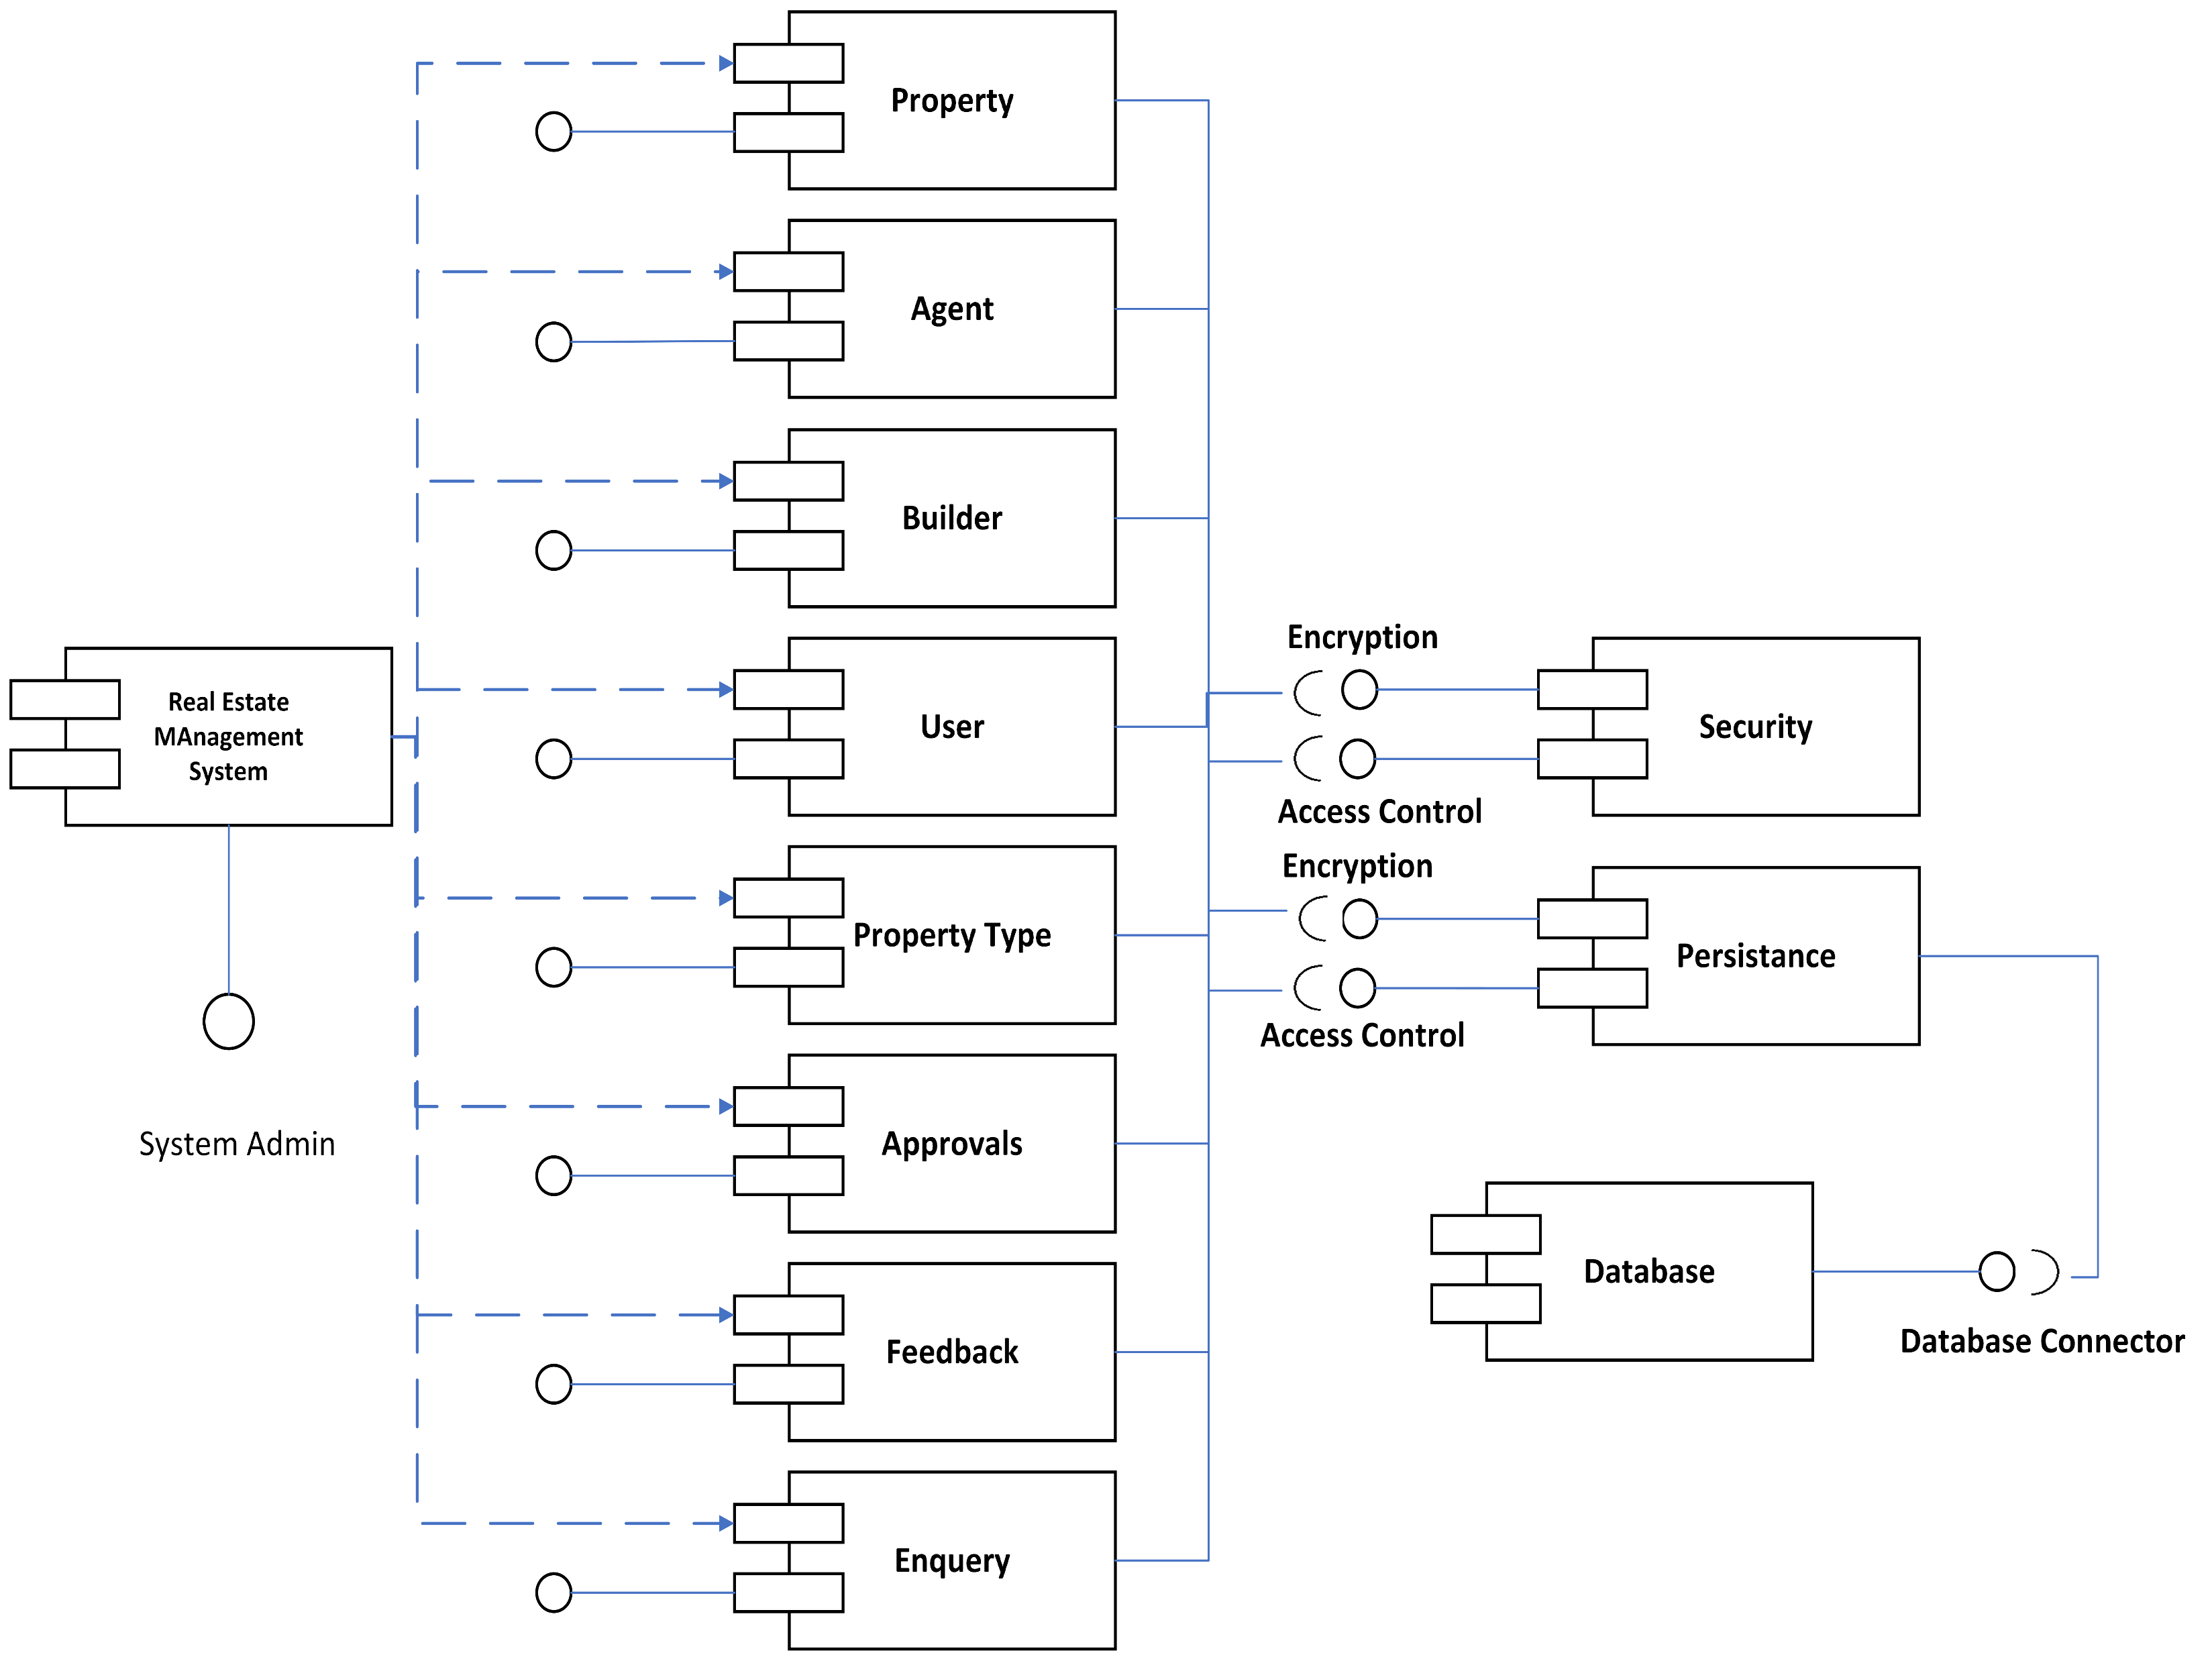 Property
Agent
Builder
User
Property Type
Approvals
Feedback
Enquery
Real Estate
MAnagement
System
System Admin
Encryption
Access Control
Security
Encryption
Access Control
Persistance
Database
Database Connector